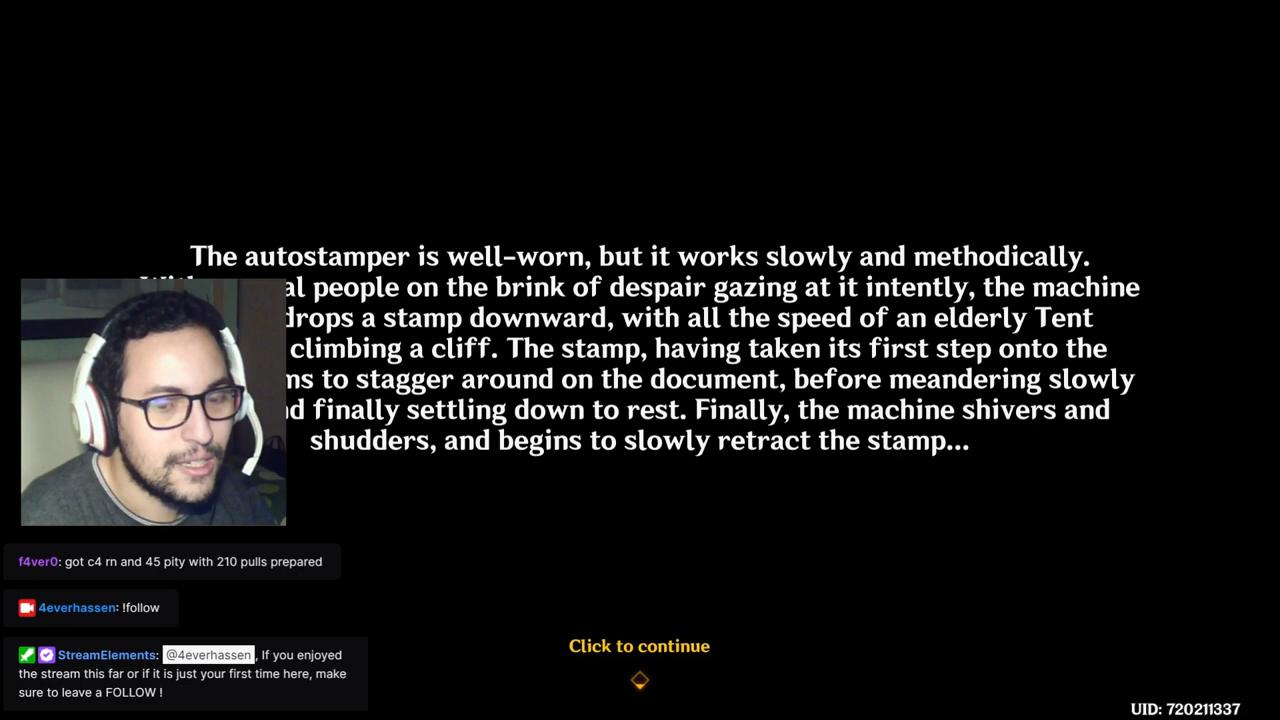 The autostamper is well-worn, but it works slowly and methodically.
people on the brink of despair gazing at it intently, the machine
drops a stamp downward, with all the speed of an elderly Tent
climbing a cliff. The stamp, having taken its first step onto the
to stagger around on the document, before meandering slowly
finally settling down to rest. Finally, the machine shivers and
shudders, and begins to slowly retract the stamp...
f4ver0: got c4 rn and 45 pity with 210 pulls prepared
4everhassen: !follow
StreamElements: @4everhassen, If you enjoyed
the stream this far or if it is just your first time here, make
sure to leave a FOLLOW !
Click to continue
UID: 720211337